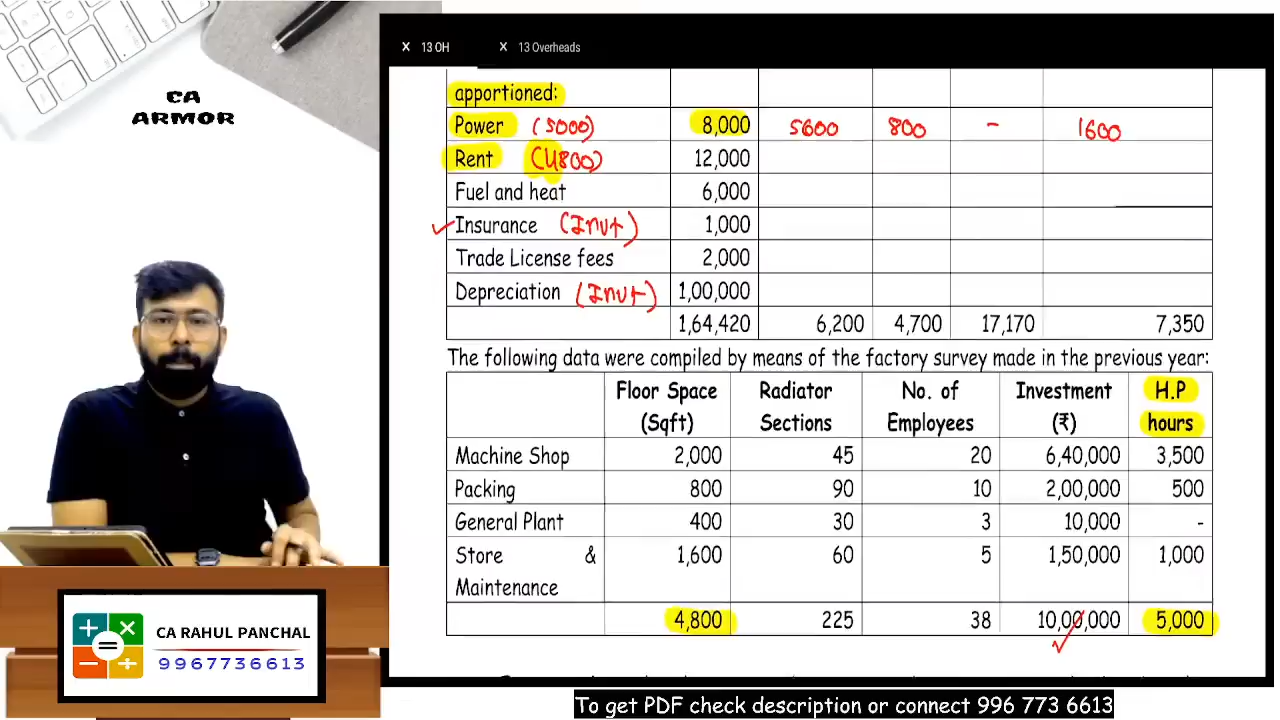 CA
ARMOR
× 13 OH × 13 Overheads
apportioned:
Power (5000) 8,000 5600 800 - 1600
Rent (4800) 12,000
Fuel and heat 6,000
Insurance (Invt) 1,000
Trade License fees 2,000
Depreciation (Invt) 1,00,000
1,64,420 6,200 4,700 17,170 7,350
The following data were compiled by means of the factory survey made in the previous year:
Floor Space Radiator No. of Investment H.P
(Sqft) Sections Employees (₹) hours
Machine Shop 2,000 45 20 6,40,000 3,500
Packing 800 90 10 2,00,000 500
General Plant 400 30 3 10,000 -
Store & 1,600 60 5 1,50,000 1,000
Maintenance
4,800 225 38 10,00,000 5,000
CA RAHUL PANCHAL
9967736613
To get PDF check description or connect 996 773 6613